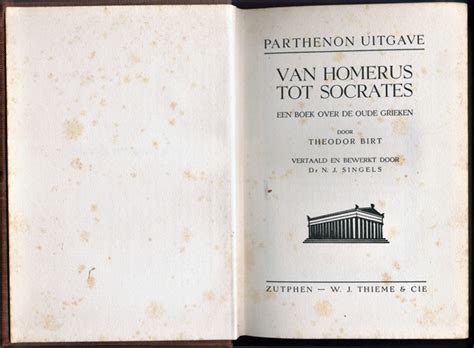 PARTHENON UITGAVE
VAN HOMERUS
TOT SOCRATES
EEN BOEK OVER DE OUDE GRIEKEN
DOOR
THEODOR BIRT
VERTAALD EN BEWERKT DOOR
Dr N. J. SINGELS
ZUTPHEN — W. J. THIEME & CIE